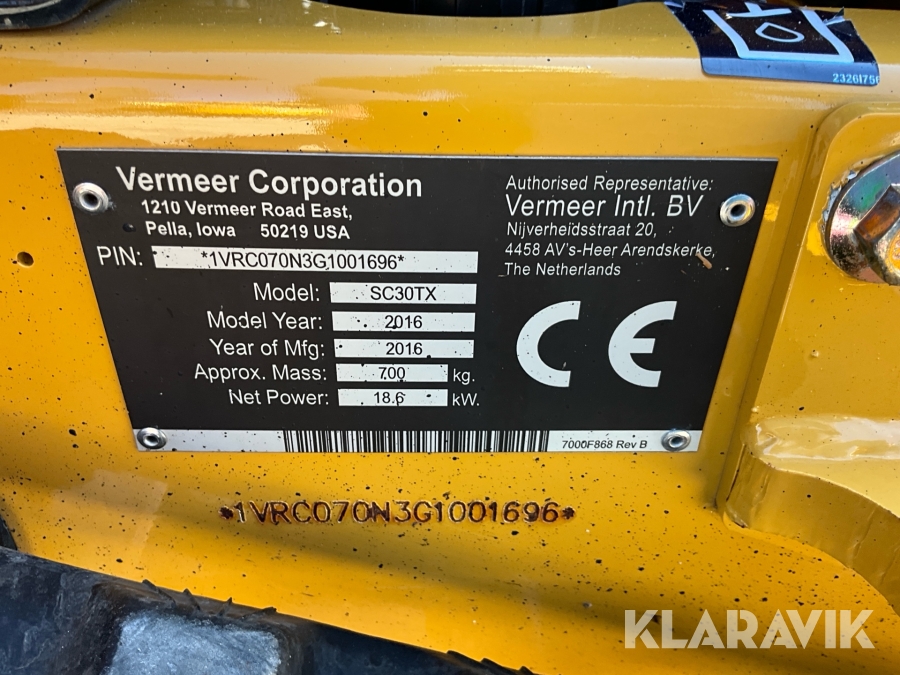 2326I756
Vermeer Corporation
1210 Vermeer Road East,
Pella, Iowa 50219 USA
PIN: *1VRC070N3G1001696*
Model: SC30TX
Model Year: 2016
Year of Mfg: 2016
Approx. Mass: 700 kg.
Net Power: 18.6 kW.
Authorised Representative:
Vermeer Intl. BV
Nijverheidsstraat 20,
4458 AV's-Heer Arendskerke,
The Netherlands
CE
7000F868 Rev B
*1VRC070N3G1001696*
KLARAVIK